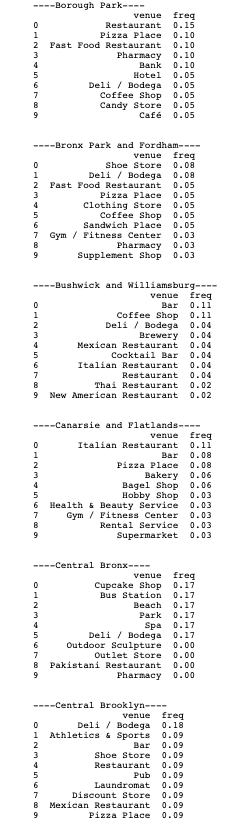 ----Borough Park----
venue freq
0 Restaurant 0.15
1 Pizza Place 0.10
2 Fast Food Restaurant 0.10
3 Pharmacy 0.10
4 Bank 0.10
5 Hotel 0.05
6 Deli / Bodega 0.05
7 Coffee Shop 0.05
8 Candy Store 0.05
9 Café 0.05
----Bronx Park and Fordham----
venue freq
0 Shoe Store 0.08
1 Deli / Bodega 0.08
2 Fast Food Restaurant 0.05
3 Pizza Place 0.05
4 Clothing Store 0.05
5 Coffee Shop 0.05
6 Sandwich Place 0.05
7 Gym / Fitness Center 0.03
8 Pharmacy 0.03
9 Supplement Shop 0.03
----Bushwick and Williamsburg----
venue freq
0 Bar 0.11
1 Coffee Shop 0.11
2 Deli / Bodega 0.04
3 Brewery 0.04
4 Mexican Restaurant 0.04
5 Cocktail Bar 0.04
6 Italian Restaurant 0.04
7 Restaurant 0.04
8 Thai Restaurant 0.02
9 New American Restaurant 0.02
----Canarsie and Flatlands----
venue freq
0 Italian Restaurant 0.11
1 Bar 0.08
2 Pizza Place 0.08
3 Bakery 0.06
4 Bagel Shop 0.06
5 Hobby Shop 0.03
6 Health & Beauty Service 0.03
7 Gym / Fitness Center 0.03
8 Rental Service 0.03
9 Supermarket 0.03
----Central Bronx----
venue freq
0 Cupcake Shop 0.17
1 Bus Station 0.17
2 Beach 0.17
3 Park 0.17
4 Spa 0.17
5 Deli / Bodega 0.17
6 Outdoor Sculpture 0.00
7 Outlet Store 0.00
8 Pakistani Restaurant 0.00
9 Pharmacy 0.00
----Central Brooklyn----
venue freq
0 Deli / Bodega 0.18
1 Athletics & Sports 0.09
2 Bar 0.09
3 Shoe Store 0.09
4 Restaurant 0.09
5 Pub 0.09
6 Laundromat 0.09
7 Discount Store 0.09
8 Mexican Restaurant 0.09
9 Pizza Place 0.09